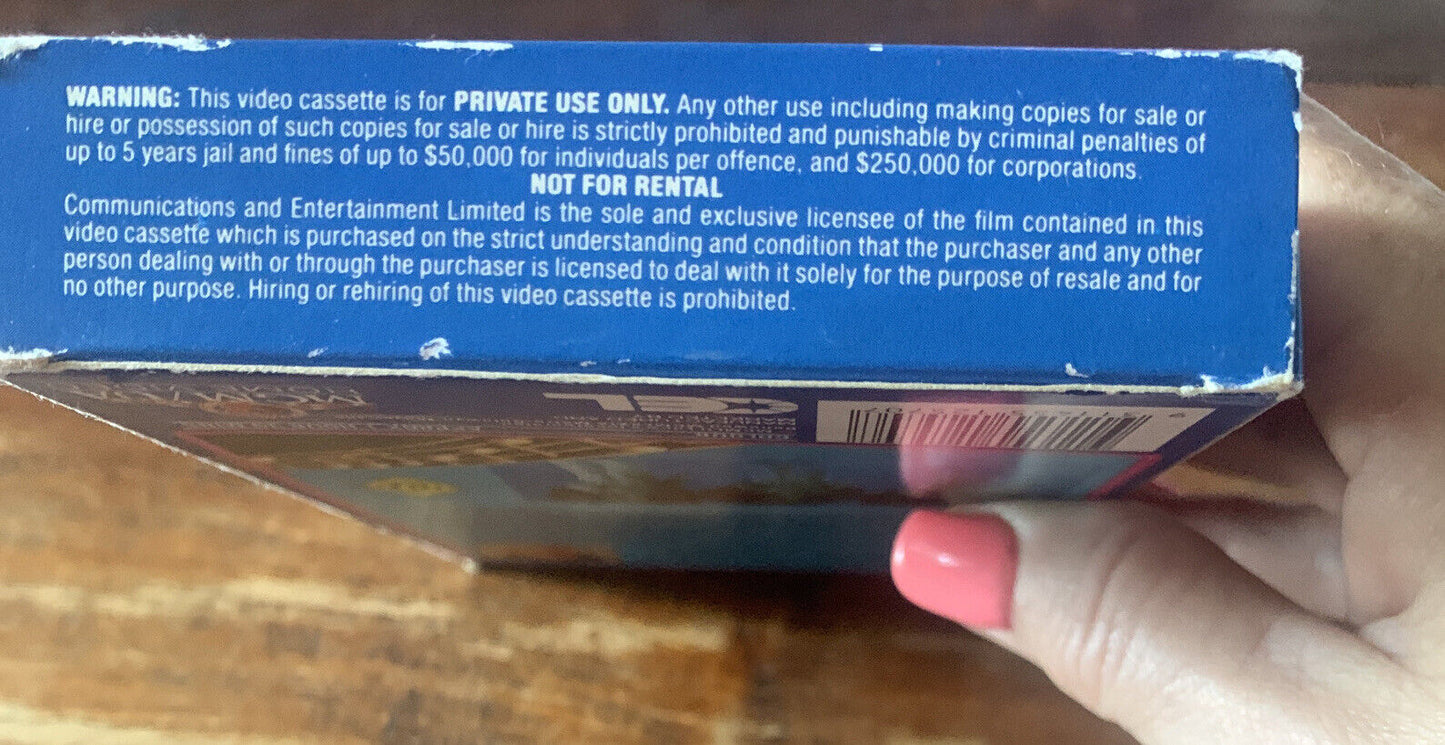 WARNING: This video cassette is for PRIVATE USE ONLY. Any other use including making copies for sale or
hire or possession of such copies for sale or hire is strictly prohibited and punishable by criminal penalties of
up to 5 years jail and fines of up to $50,000 for individuals per offence, and $250,000 for corporations.
NOT FOR RENTAL
Communications and Entertainment Limited is the sole and exclusive licensee of the film contained in this
video cassette which is purchased on the strict understanding and condition that the purchaser and any other
person dealing with or through the purchaser is licensed to deal with it solely for the purpose of resale and for
no other purpose. Hiring or rehiring of this video cassette is prohibited.
CEL
MGM/UA